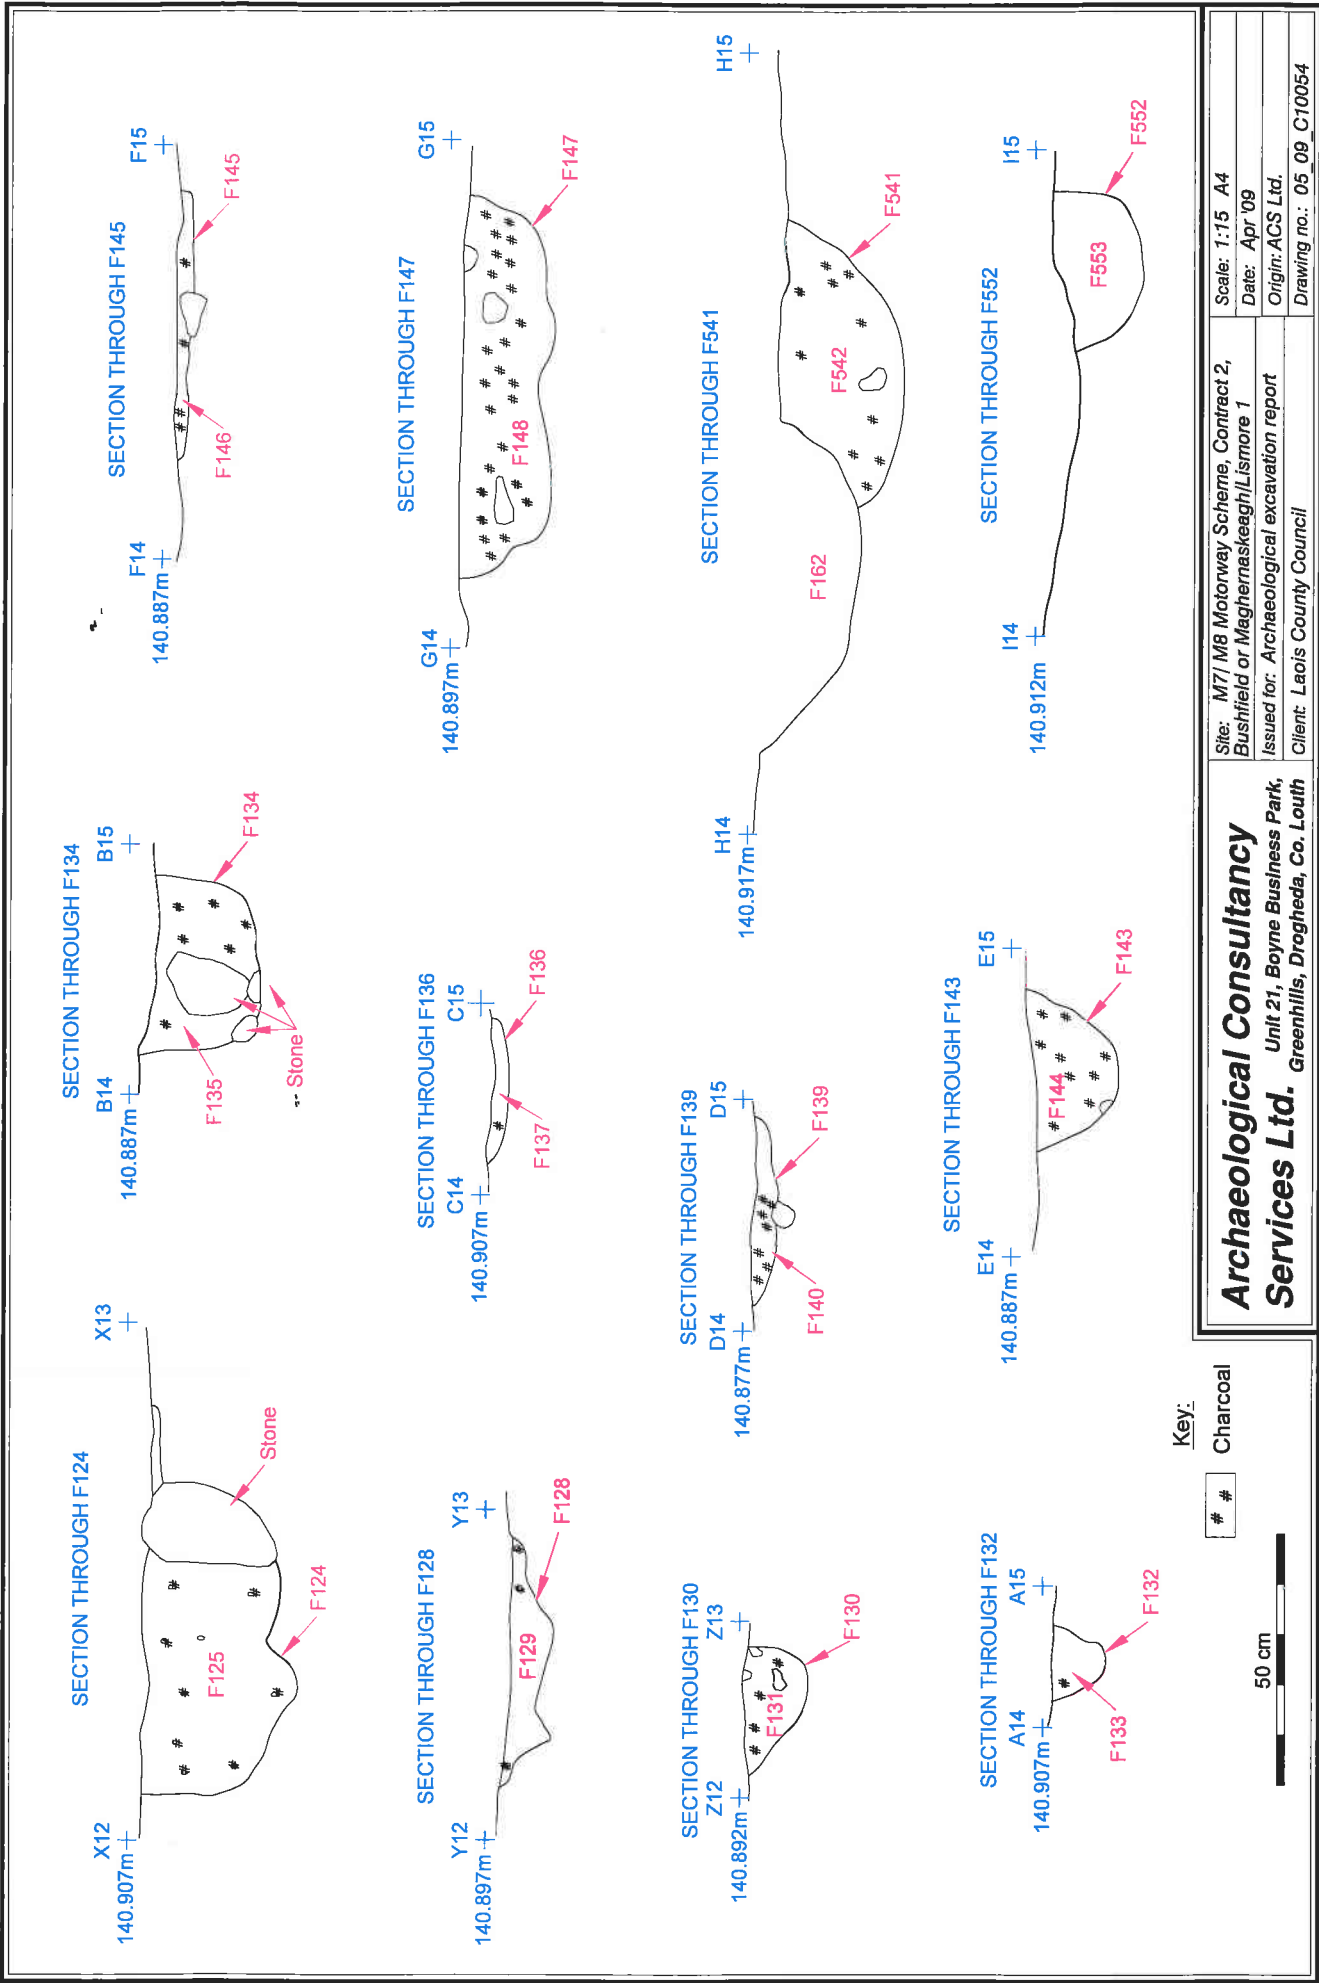 SECTION THROUGH F124
X12
X13
140.907m
F125
F124
Stone
SECTION THROUGH F134
B14
B15
140.887m
F135
Stone
F134
SECTION THROUGH F145
F14
F15
140.887m
F146
F145
SECTION THROUGH F128
Y12
Y13
140.897m
F129
F128
SECTION THROUGH F136
C14
C15
140.907m
F137
F136
SECTION THROUGH F147
G14
G15
140.897m
F148
F147
SECTION THROUGH F130
Z12
Z13
140.892m
F131
F130
SECTION THROUGH F139
D14
D15
140.877m
F140
F139
SECTION THROUGH F541
H14
H15
140.917m
F162
F542
F541
SECTION THROUGH F132
A14
A15
140.907m
F133
F132
SECTION THROUGH F143
E14
E15
140.887m
F144
F143
SECTION THROUGH F552
I14
I15
140.912m
F553
F552
50 cm
Key:
Charcoal
Archaeological Consultancy
Services Ltd.
Unit 21, Boyne Business Park,
Greenhills, Drogheda, Co. Louth
Site: M7/ M8 Motorway Scheme, Contract 2,
Bushfield or Maghernaskeagh/Lismore 1
Issued for: Archaeological excavation report
Client: Laois County Council
Scale: 1:15 A4
Date: Apr '09
Origin: ACS Ltd.
Drawing no.: 05_09_C10054